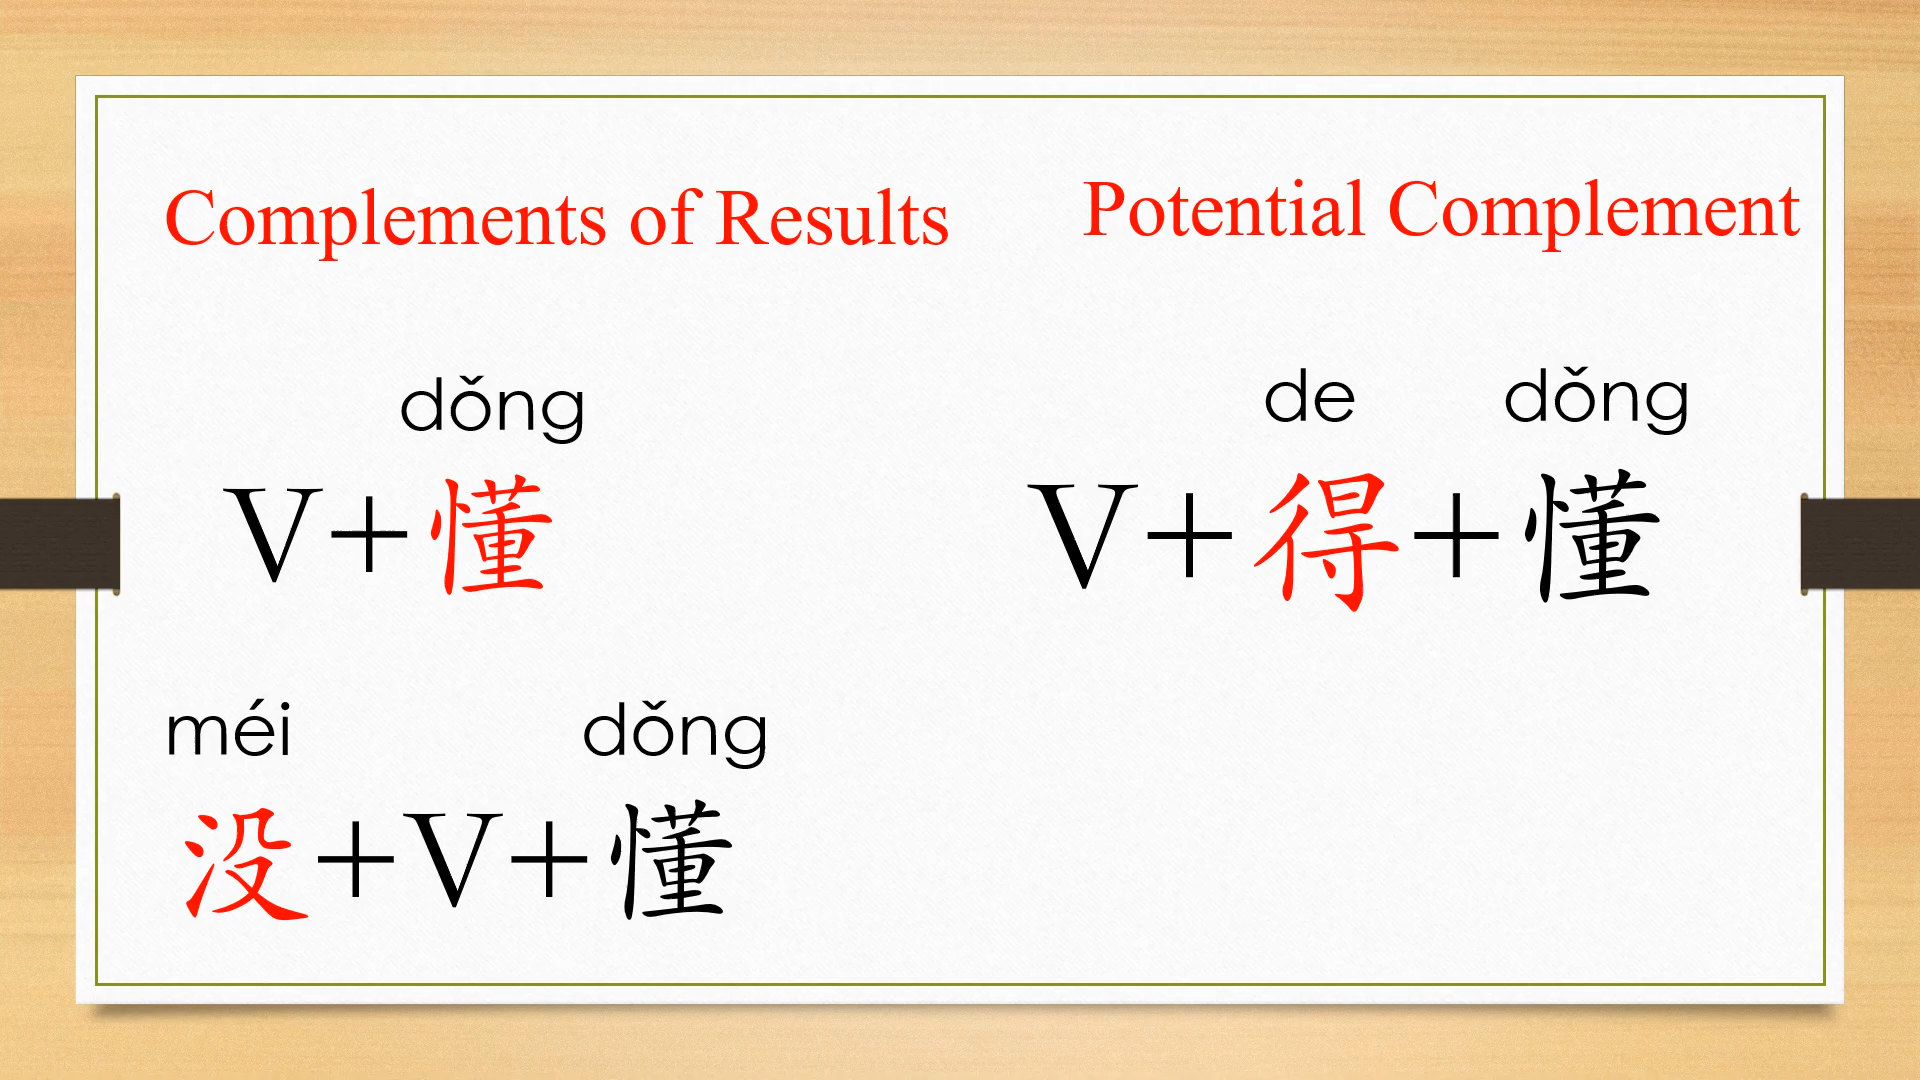 Complements of Results
dǒng
V+懂
méi dǒng
没+V+懂
Potential Complement
de dǒng
V+得+懂